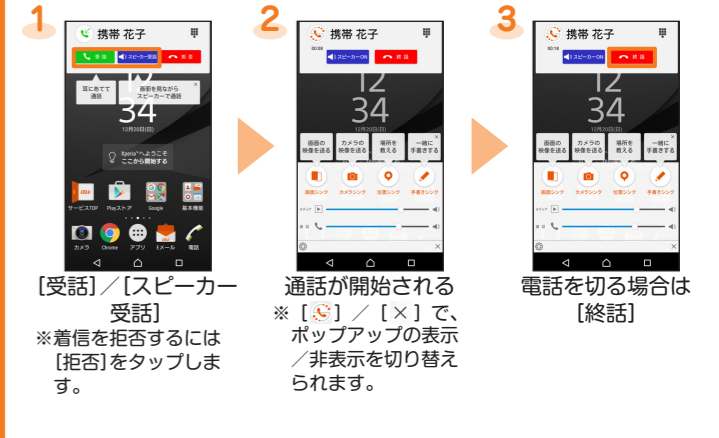 1
携帯 花子
受話
スピーカー受話
拒否
耳にあてて
通話
画面を見ながら
スピーカーで通話
×
12
34
12月20日(日)
Xperia™へようこそ
ここから開始する
au
サービスTOP
Playストア
Google
基本機能
カメラ
Chrome
アプリ
Eメール
電話
[受話]／[スピーカー
受話]
※着信を拒否するには
[拒否]をタップしま
す。
2
携帯 花子
00:08
スピーカーON
終話
12
34
12月20日(日)
画面の
映像を送る
カメラの
映像を送る
場所を
教える
一緒に
手書きする
×
画面シンク
カメラシンク
位置シンク
手書きシンク
×
通話が開始される
※［ ］／［×］で、
ポップアップの表示
／非表示を切り替え
られます。
3
携帯 花子
00:18
スピーカーON
終話
12
34
12月20日(日)
画面の
映像を送る
カメラの
映像を送る
場所を
教える
一緒に
手書きする
×
画面シンク
カメラシンク
位置シンク
手書きシンク
×
電話を切る場合は
[終話]